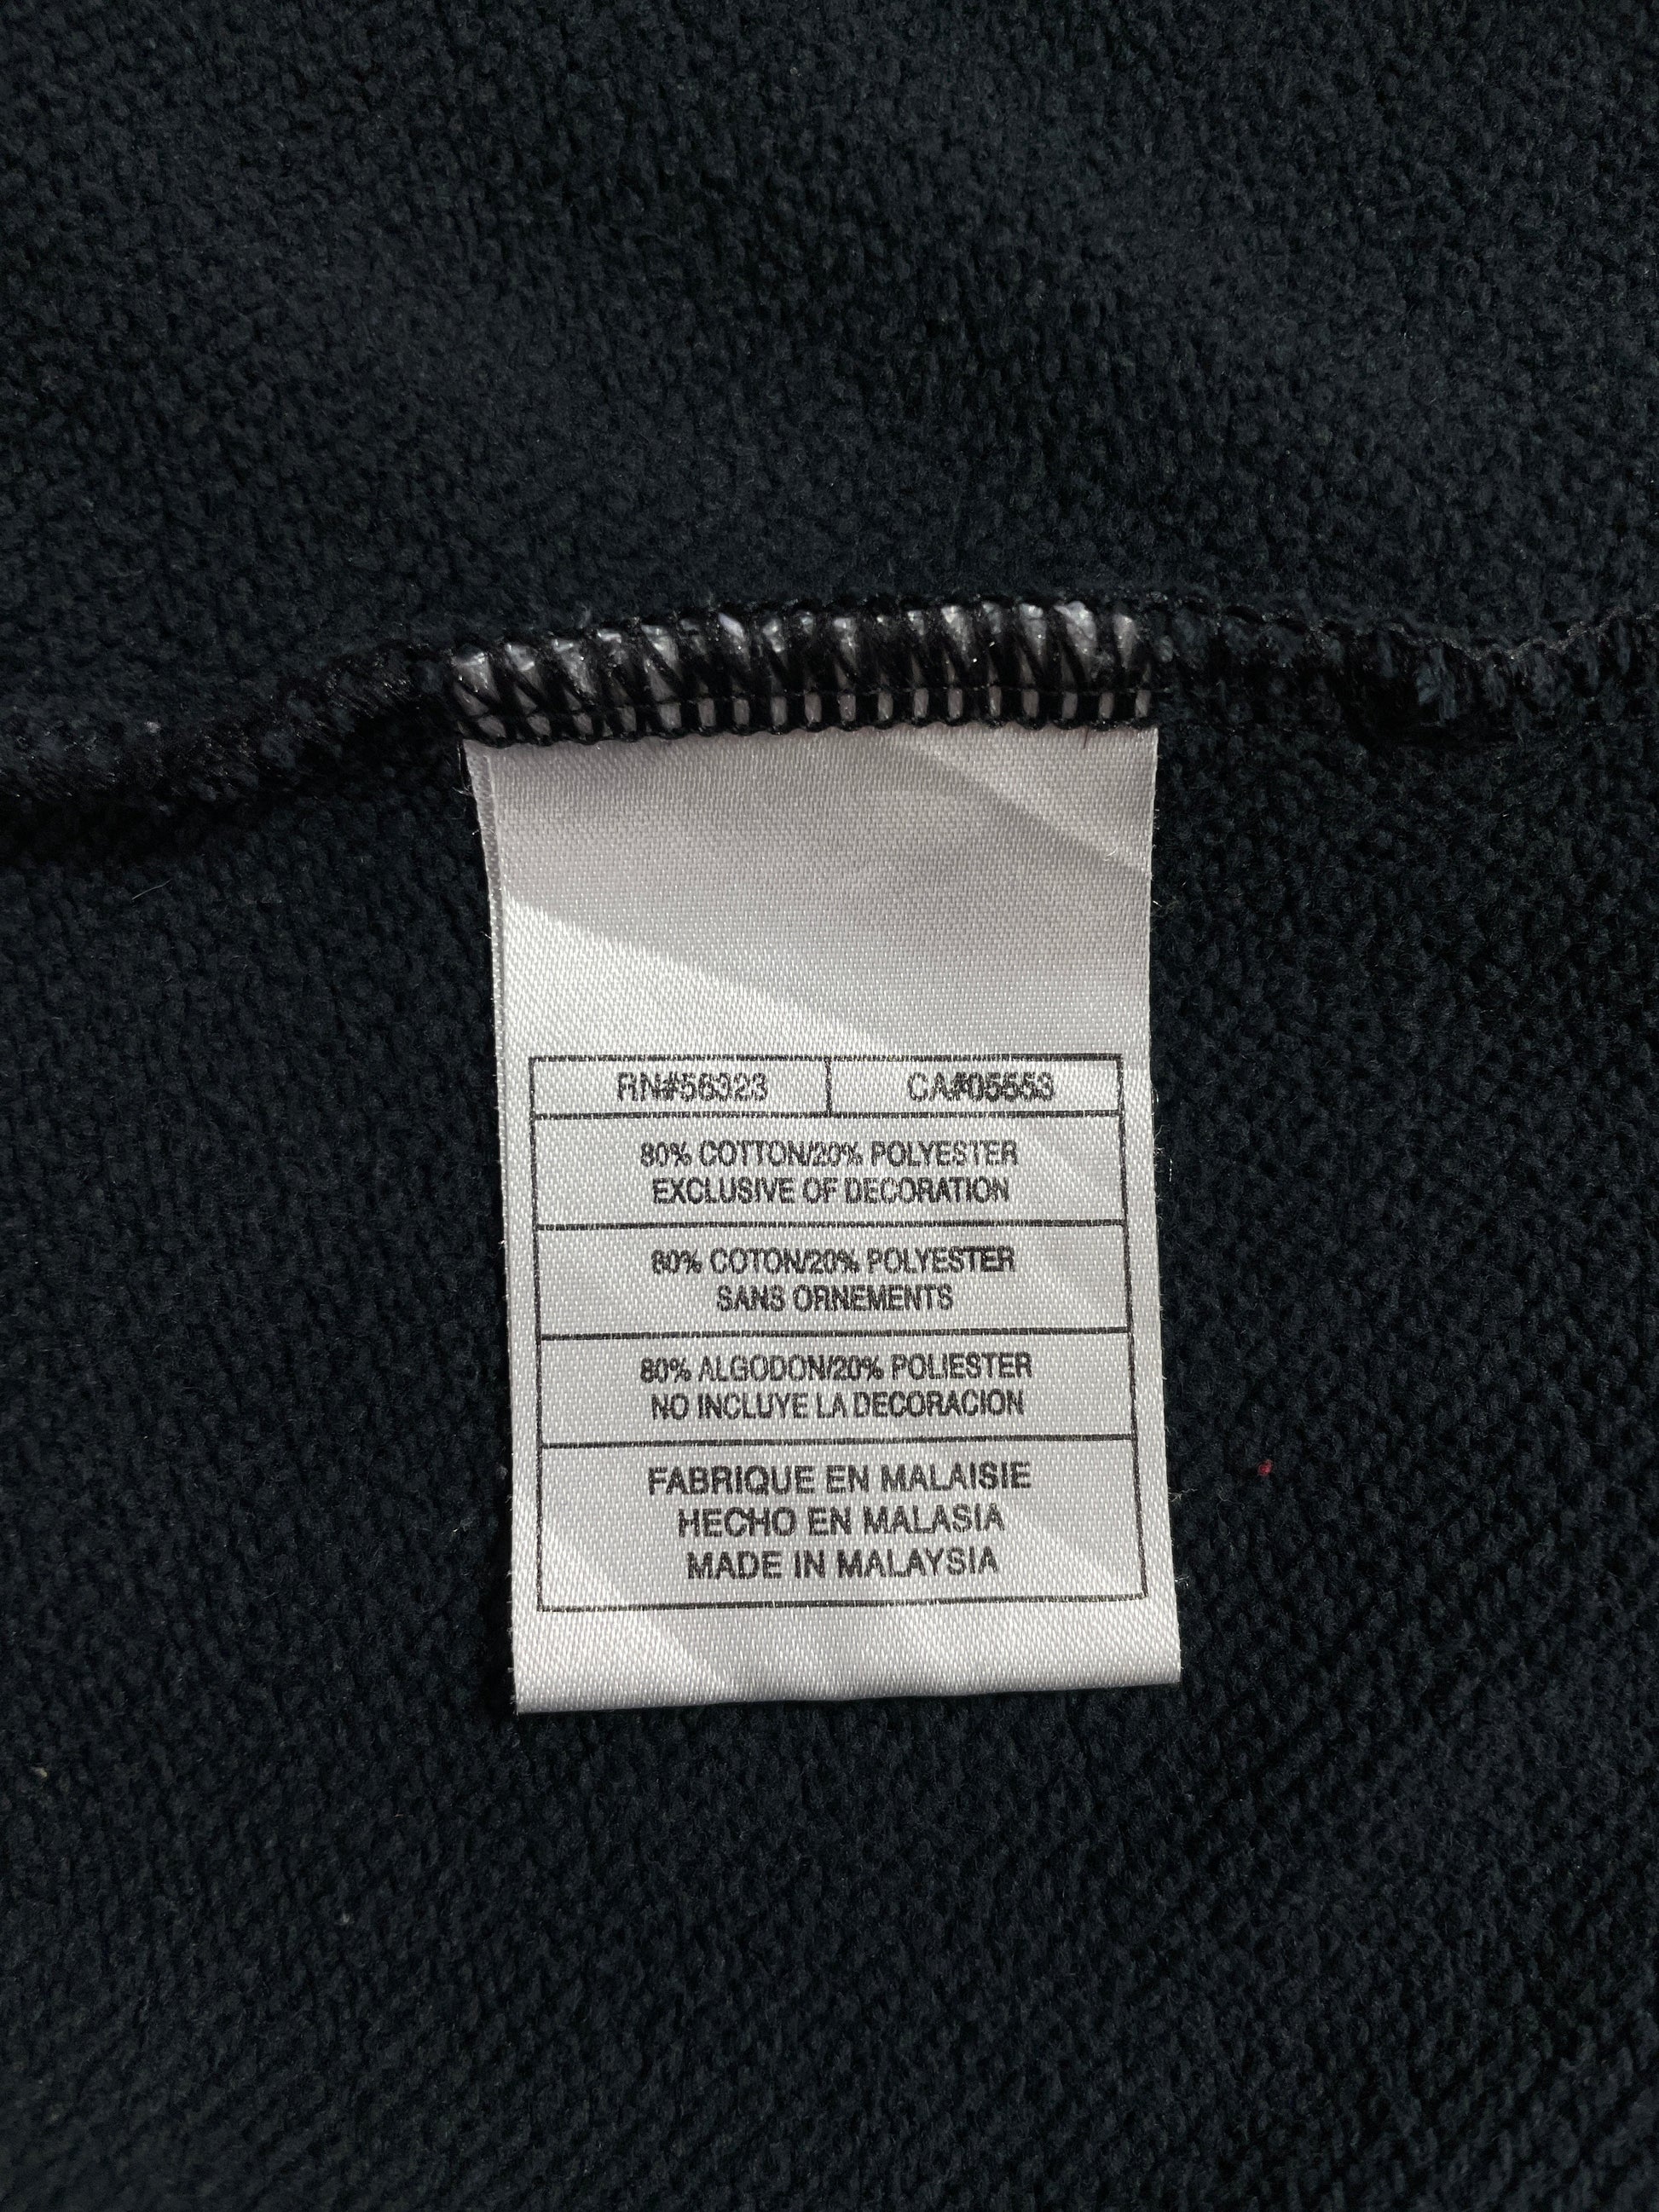 RN#56323 CA#05553
80% COTTON/20% POLYESTER
EXCLUSIVE OF DECORATION
80% COTON/20% POLYESTER
SANS ORNEMENTS
80% ALGODON/20% POLIESTER
NO INCLUYE LA DECORACION
FABRIQUE EN MALAISIE
HECHO EN MALASIA
MADE IN MALAYSIA